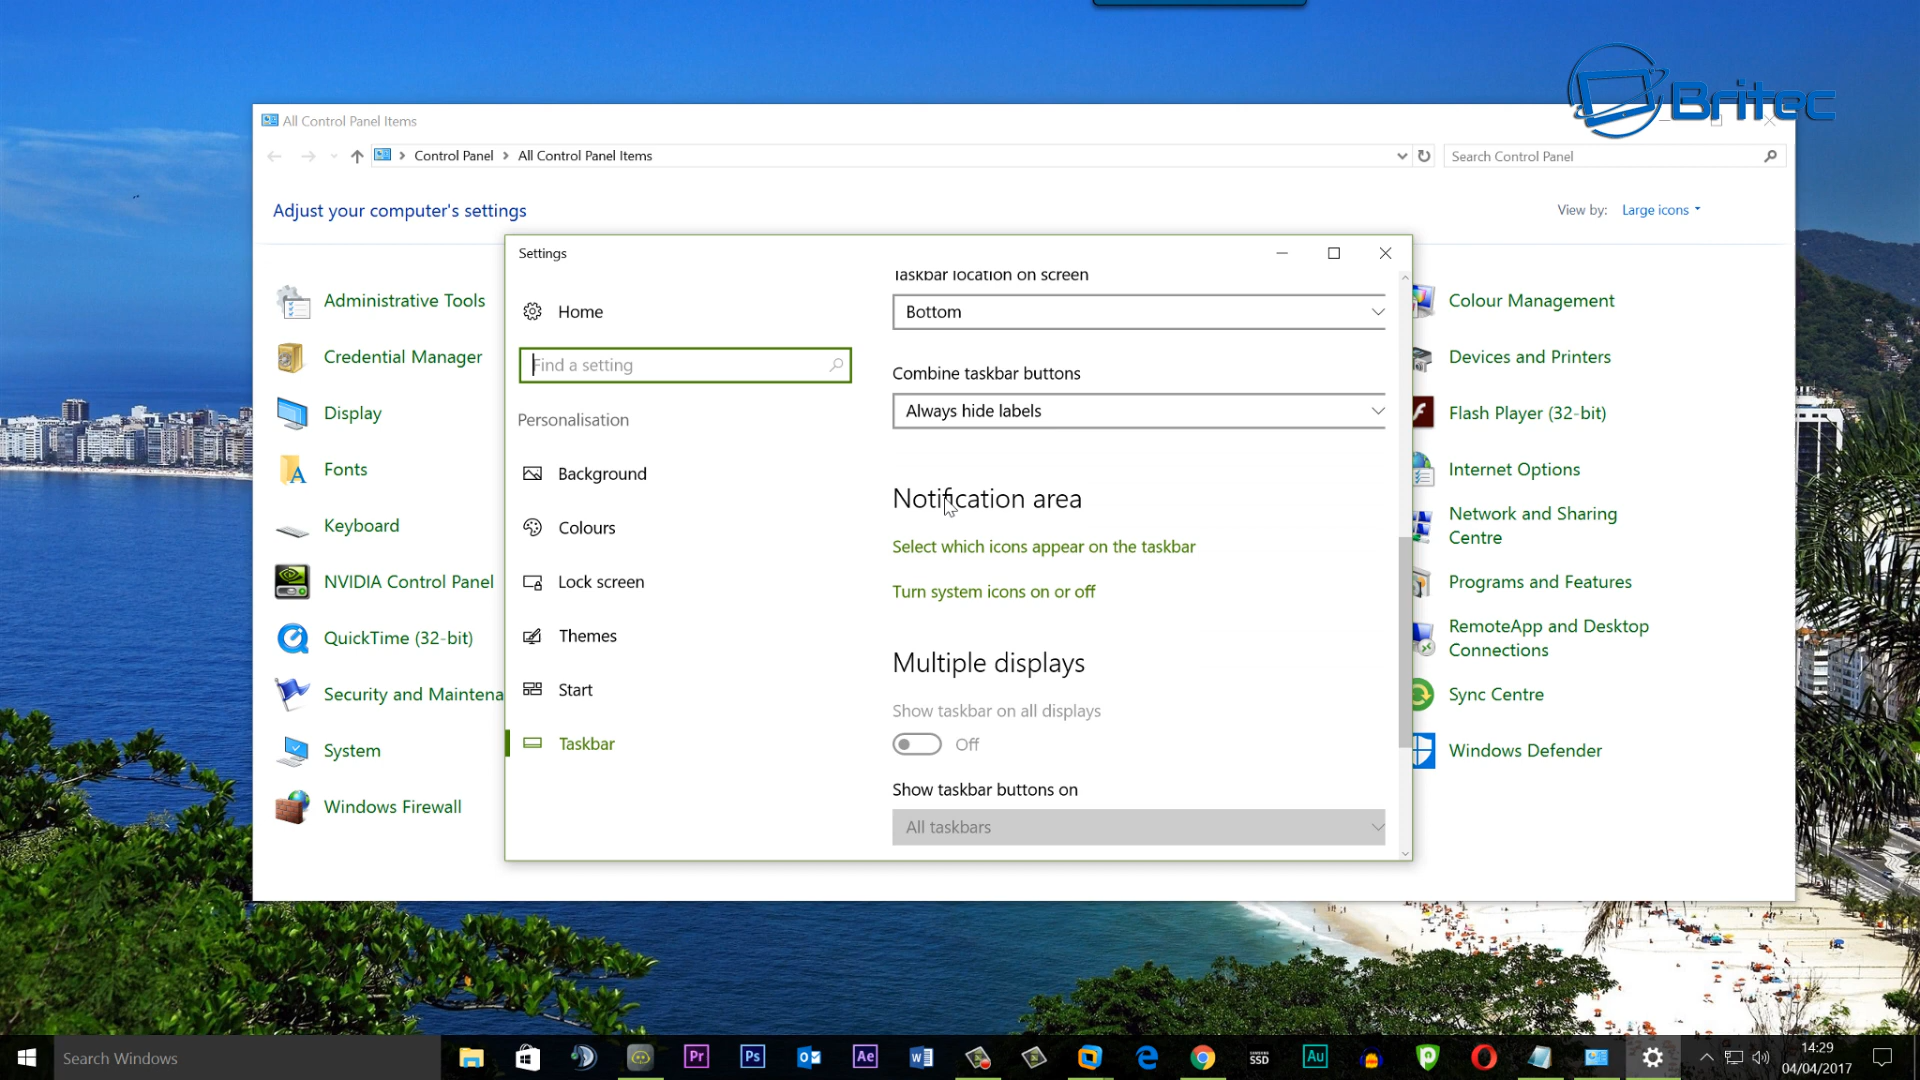 Britec
All Control Panel Items
Control Panel
All Control Panel Items
Search Control Panel
Adjust your computer's settings
View by:
Large icons
Administrative Tools
Credential Manager
Display
Fonts
Keyboard
NVIDIA Control Panel
QuickTime (32-bit)
Security and Maintena
System
Windows Firewall
Settings
Home
Find a setting
Personalisation
Background
Colours
Lock screen
Themes
Start
Taskbar
Taskbar location on screen
Bottom
Combine taskbar buttons
Always hide labels
Notification area
Select which icons appear on the taskbar
Turn system icons on or off
Multiple displays
Show taskbar on all displays
Off
Show taskbar buttons on
All taskbars
Colour Management
Devices and Printers
Flash Player (32-bit)
Internet Options
Network and Sharing
Centre
Programs and Features
RemoteApp and Desktop
Connections
Sync Centre
Windows Defender
Search Windows
Pr
Ps
Ae
SSD
Au
14:29
04/04/2017